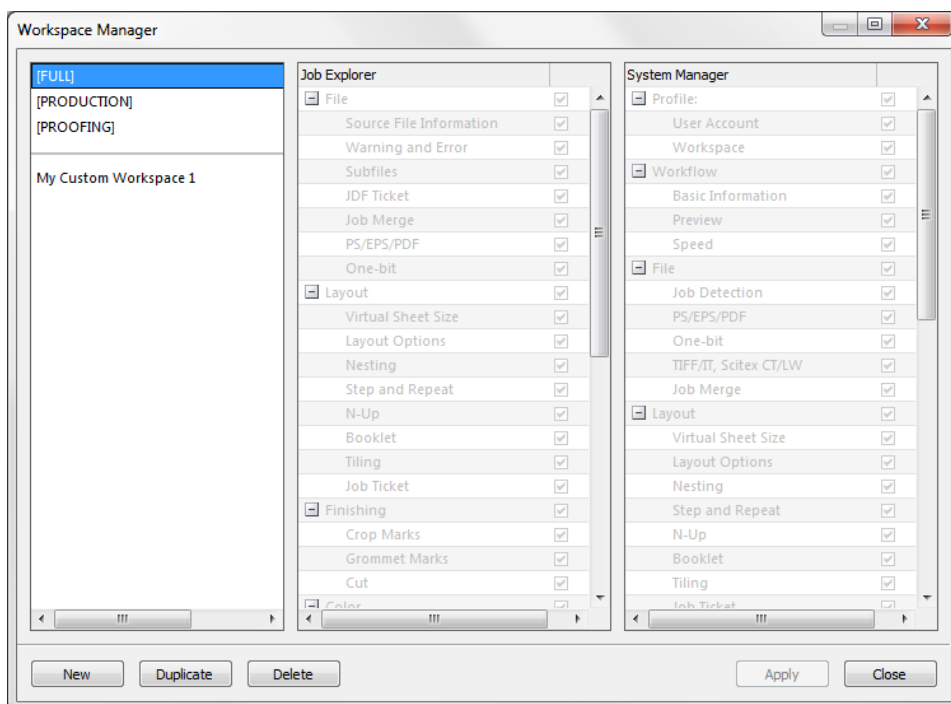 Workspace Manager
[FULL]
[PRODUCTION]
[PROOFING]
My Custom Workspace 1
Job Explorer
File
Source File Information
Warning and Error
Subfiles
JDF Ticket
Job Merge
PS/EPS/PDF
One-bit
Layout
Virtual Sheet Size
Layout Options
Nesting
Step and Repeat
N-Up
Booklet
Tiling
Job Ticket
Finishing
Crop Marks
Grommet Marks
Cut
Color
System Manager
Profile:
User Account
Workspace
Workflow
Basic Information
Preview
Speed
File
Job Detection
PS/EPS/PDF
One-bit
TIFF/IT, Scitex CT/LW
Job Merge
Layout
Virtual Sheet Size
Layout Options
Nesting
Step and Repeat
N-Up
Booklet
Tiling
Job Ticket
New
Duplicate
Delete
Apply
Close